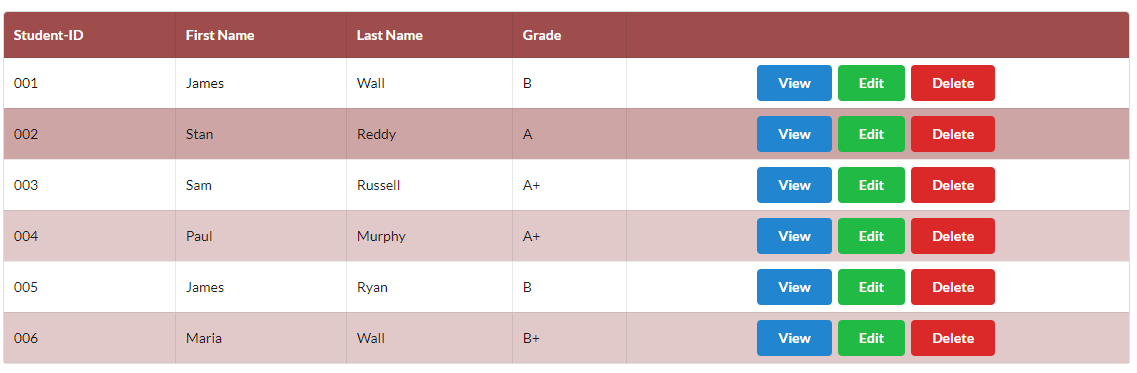 Student-ID First Name Last Name Grade
001 James Wall B View Edit Delete
002 Stan Reddy A View Edit Delete
003 Sam Russell A+ View Edit Delete
004 Paul Murphy A+ View Edit Delete
005 James Ryan B View Edit Delete
006 Maria Wall B+ View Edit Delete